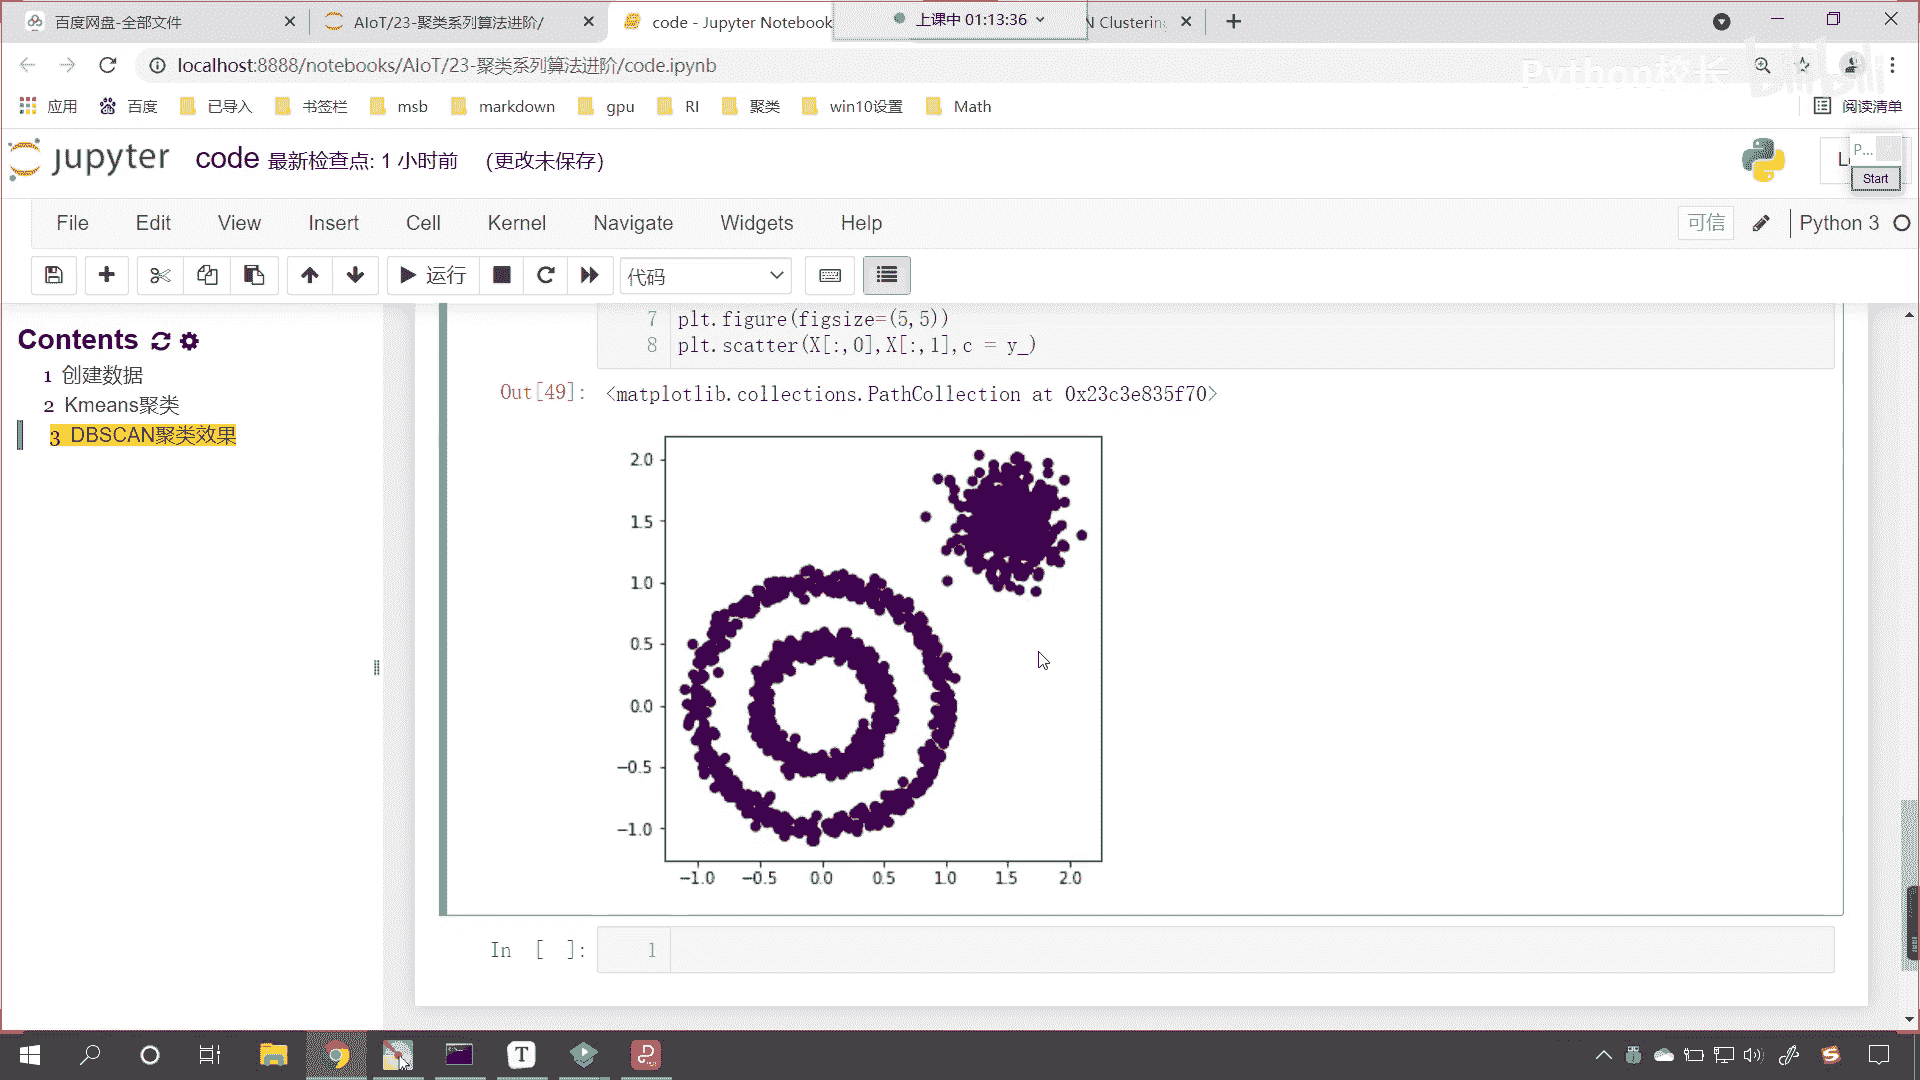 百度网盘-全部文件
AIoT/23-聚类系列算法进阶/
code - Jupyter Notebook
上课中 01:13:36
N Clustering
localhost:8888/notebooks/AIoT/23-聚类系列算法进阶/code.ipynb
Python校长
bilibili
应用
百度
已导入
书签栏
msb
markdown
gpu
RI
聚类
win10设置
Math
阅读清单
jupyter
code 最新检查点: 1 小时前 (更改未保存)
P...
Start
File
Edit
View
Insert
Cell
Kernel
Navigate
Widgets
Help
可信
Python 3
运行
代码
Contents
1 创建数据
2 Kmeans聚类
3 DBSCAN聚类效果
7 plt.figure(figsize=(5,5))
8 plt.scatter(X[:,0],X[:,1],c = y_)
Out[49]: <matplotlib.collections.PathCollection at 0x23c3e835f70>
2.0
1.5
1.0
0.5
0.0
−0.5
−1.0
−1.0 −0.5 0.0 0.5 1.0 1.5 2.0
In [ ]: 1